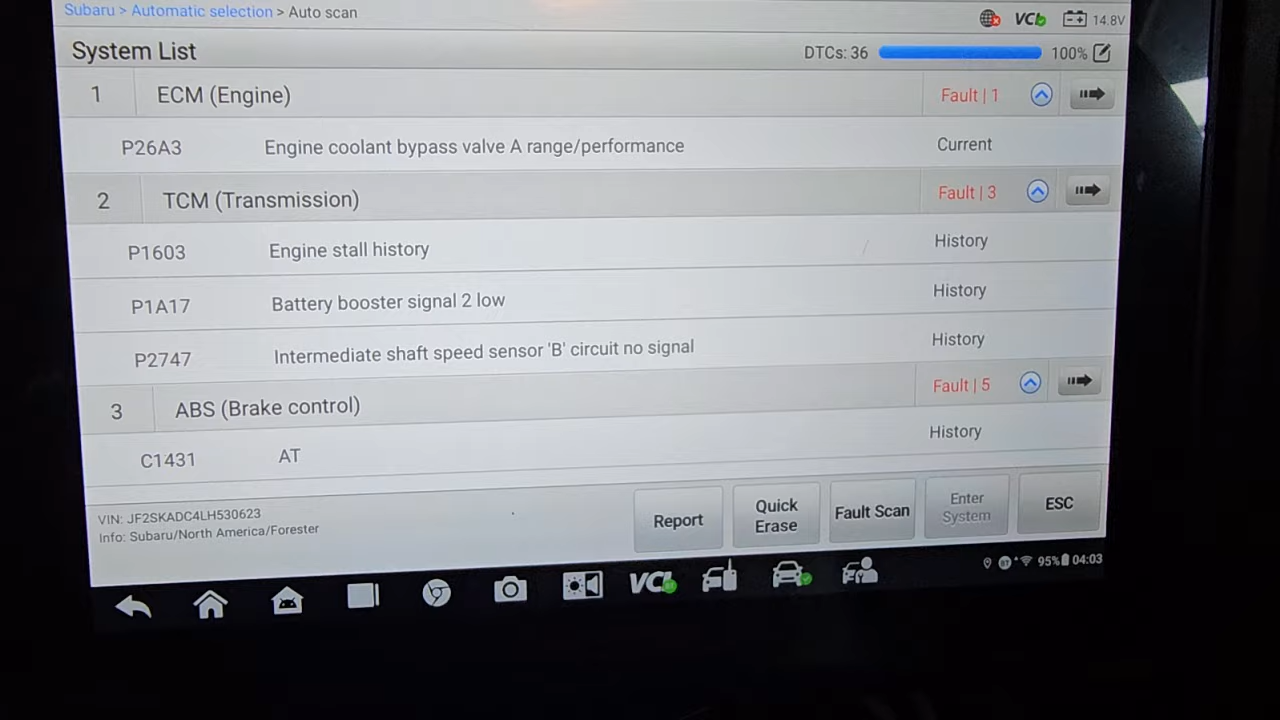 Subaru > Automatic selection > Auto scan
VCI 14.8V
System List DTCs: 36 100%
1 ECM (Engine) Fault | 1
P26A3 Engine coolant bypass valve A range/performance Current
2 TCM (Transmission) Fault | 3
P1603 Engine stall history History
P1A17 Battery booster signal 2 low History
P2747 Intermediate shaft speed sensor 'B' circuit no signal History
3 ABS (Brake control) Fault | 5
C1431 AT History
VIN: JF2SKADC4LH530623
Info: Subaru/North America/Forester
Report
Quick
Erase
Fault Scan
Enter
System
ESC
VCI
95% 04:03